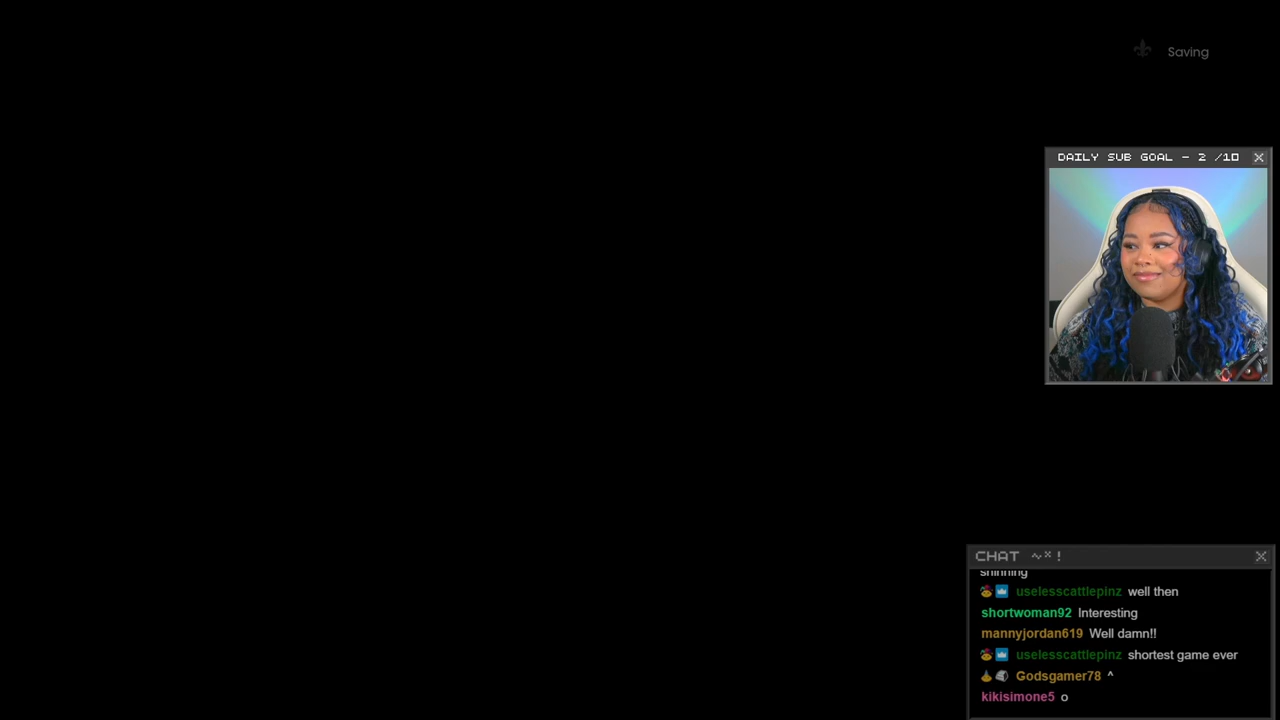 Saving
DAILY SUB GOAL - 2 /10
CHAT ~* !
shinning
uselesscattlepinz well then
shortwoman92 Interesting
mannyjordan619 Well damn!!
uselesscattlepinz shortest game ever
Godsgamer78 ^
kikisimone5 o